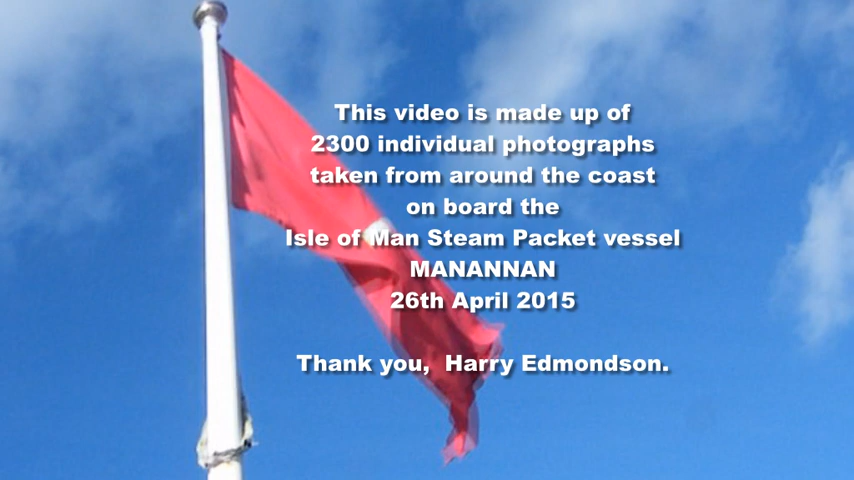 This video is made up of
2300 individual photographs
taken from around the coast
on board the
Isle of Man Steam Packet vessel
MANANNAN
26th April 2015
Thank you,  Harry Edmondson.